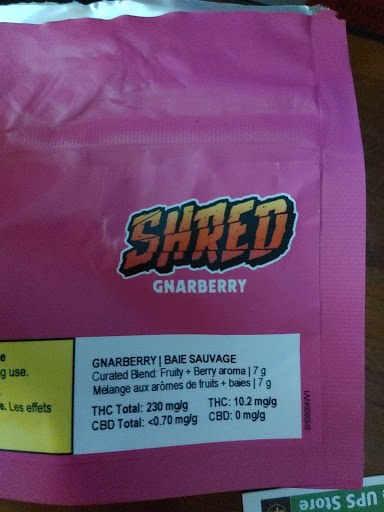 SHRED
GNARBERRY
e
g use.
e. Les effets
GNARBERRY | BAIE SAUVAGE
Curated Blend: Fruity + Berry aroma | 7 g
Mélange aux arômes de fruits + baies | 7 g
THC Total: 230 mg/g THC: 10.2 mg/g
CBD Total: <0.70 mg/g CBD: 0 mg/g
UPS Store